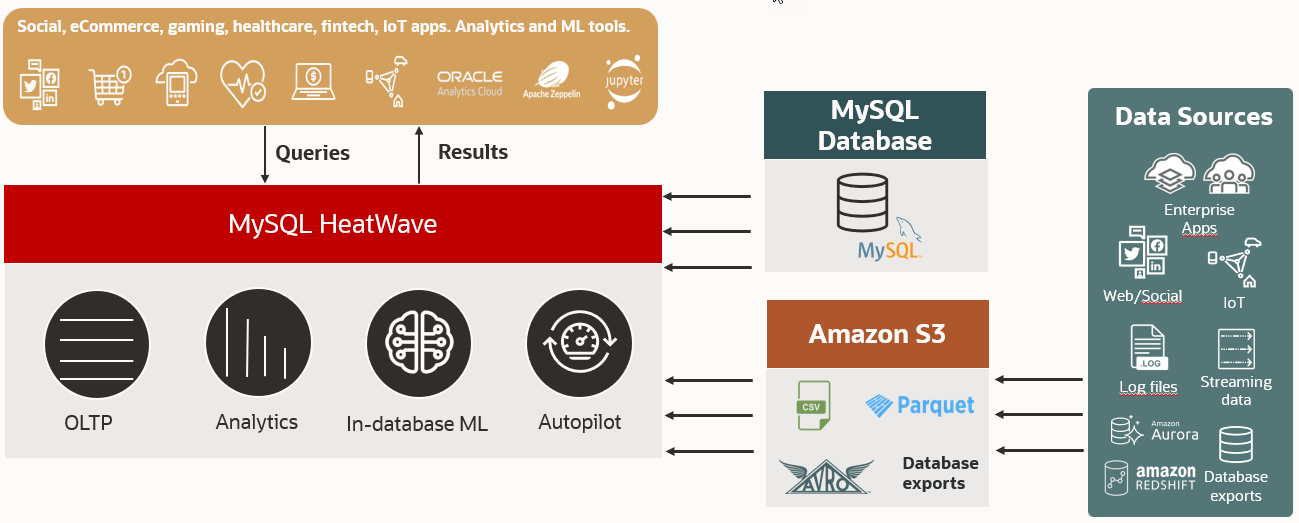 Social, eCommerce, gaming, healthcare, fintech, IoT apps. Analytics and ML tools.
1
$
ORACLE
Analytics Cloud
Apache Zeppelin
jupyter
Queries
Results
MySQL HeatWave
OLTP
Analytics
In-database ML
Autopilot
MySQL
Database
MySQL
Amazon S3
CSV
Parquet
AVRO
Database
exports
Data Sources
Enterprise
Apps
Web/Social
IoT
.LOG
Log files
Streaming
data
Amazon
Aurora
amazon
REDSHIFT
Database
exports